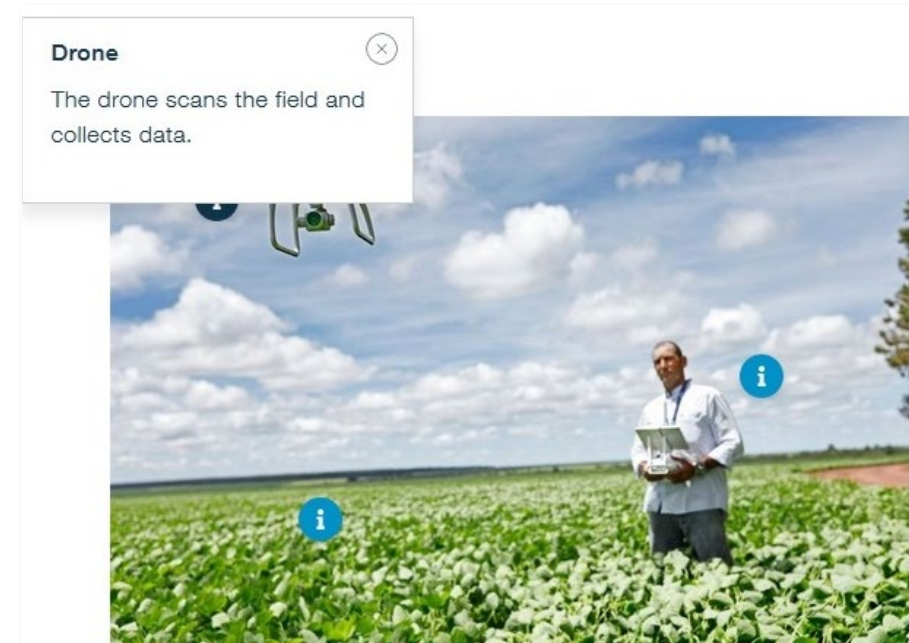 Drone
The drone scans the field and
collects data.
i
i